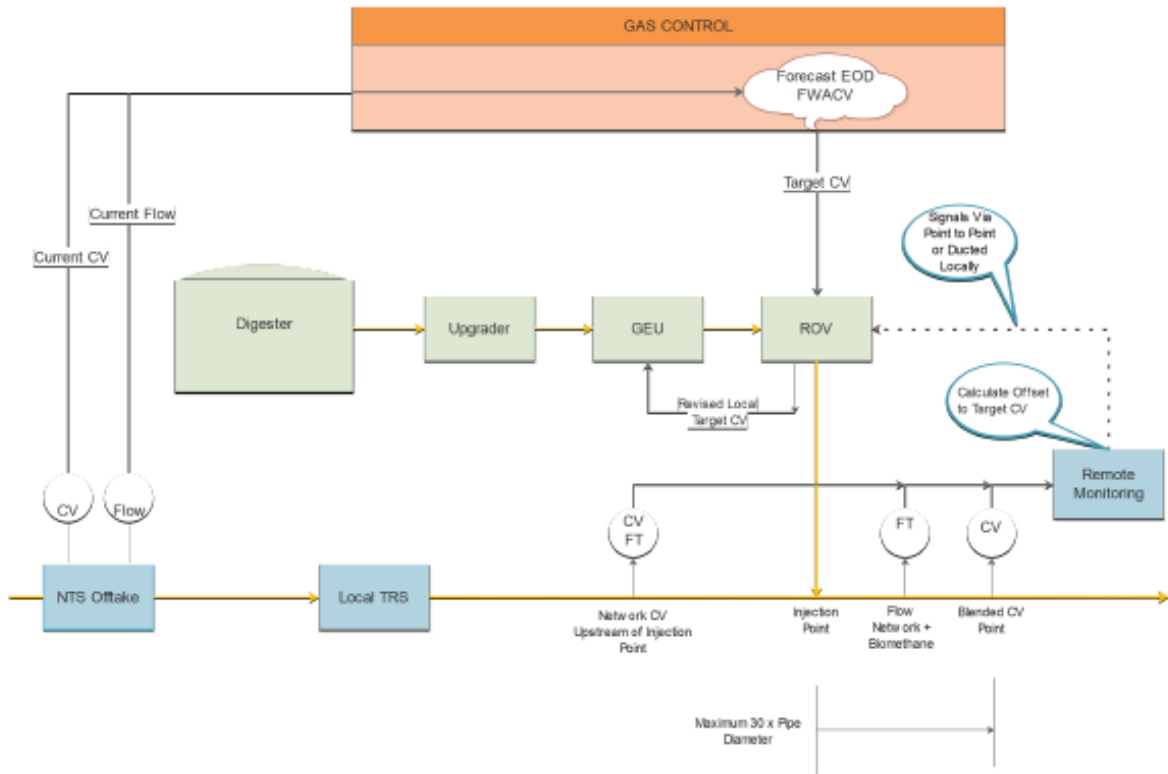 GAS CONTROL
Forecast EOD
FWACV
Target CV
Current Flow
Current CV
Signals Via
Point to Point
or Ducted
Locally
Digester
Upgrader
GEU
ROV
Revised Local
Target CV
Calculate Offset
to Target CV
Remote
Monitoring
CV
Flow
CV
FT
FT
CV
NTS Offtake
Local TRS
Network CV
Upstream of Injection
Point
Injection
Point
Flow
Network +
Biomethane
Blended CV
Point
Maximum 30 x Pipe
Diameter